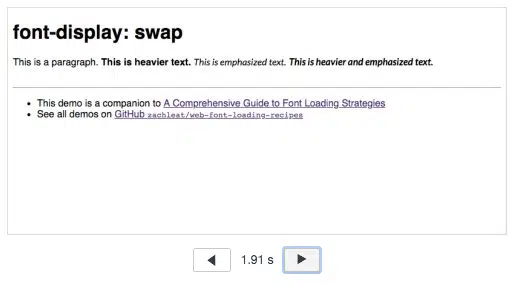 font-display: swap
This is a paragraph. This is heavier text. This is emphasized text. This is heavier and emphasized text.
This demo is a companion to A Comprehensive Guide to Font Loading Strategies
See all demos on GitHub zachleat/web-font-loading-recipes
1.91 s